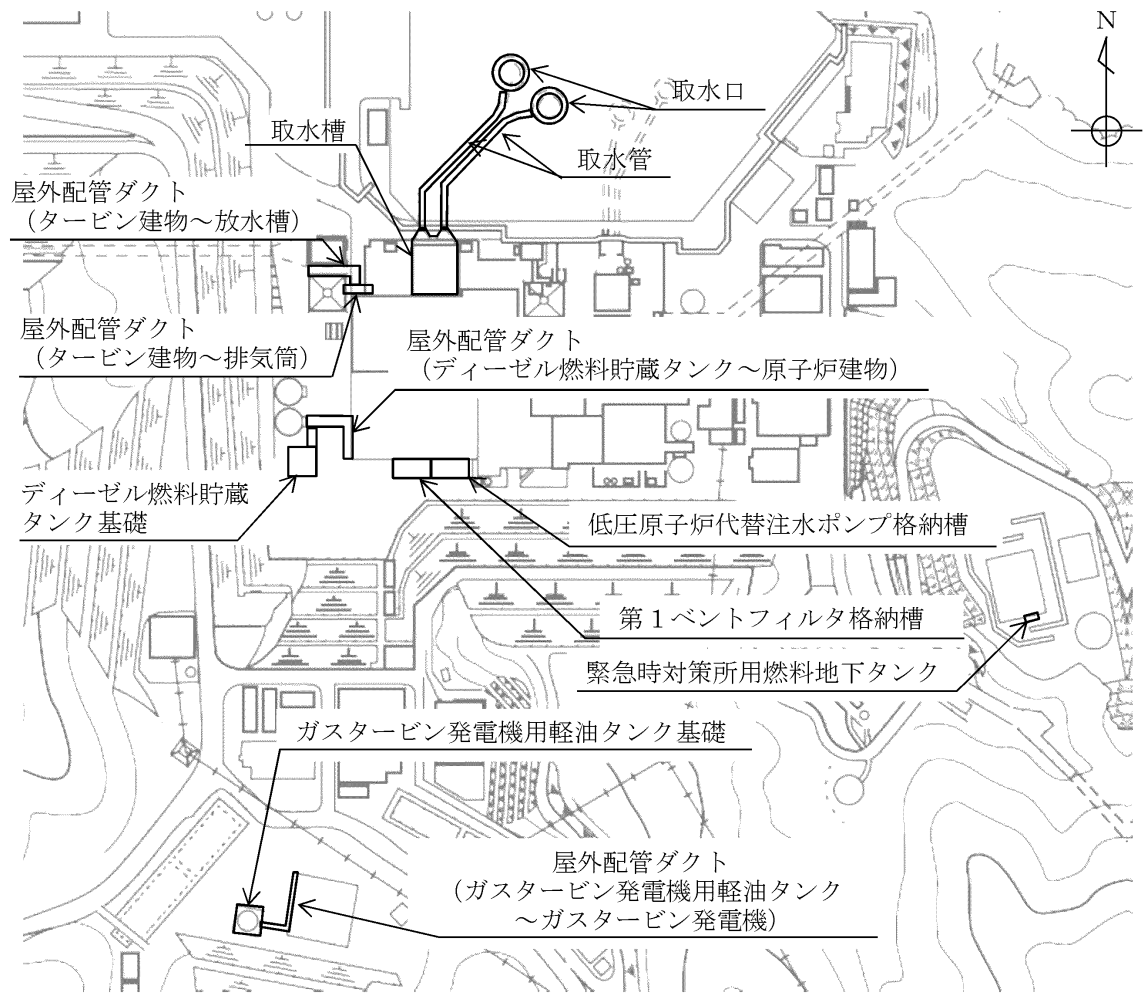 N
取水口
取水槽
取水管
屋外配管ダクト
（タービン建物～放水槽）
屋外配管ダクト
（タービン建物～排気筒）
屋外配管ダクト
（ディーゼル燃料貯蔵タンク～原子炉建物）
ディーゼル燃料貯蔵
タンク基礎
低圧原子炉代替注水ポンプ格納槽
第１ベントフィルタ格納槽
緊急時対策所用燃料地下タンク
ガスタービン発電機用軽油タンク基礎
屋外配管ダクト
（ガスタービン発電機用軽油タンク
～ガスタービン発電機）